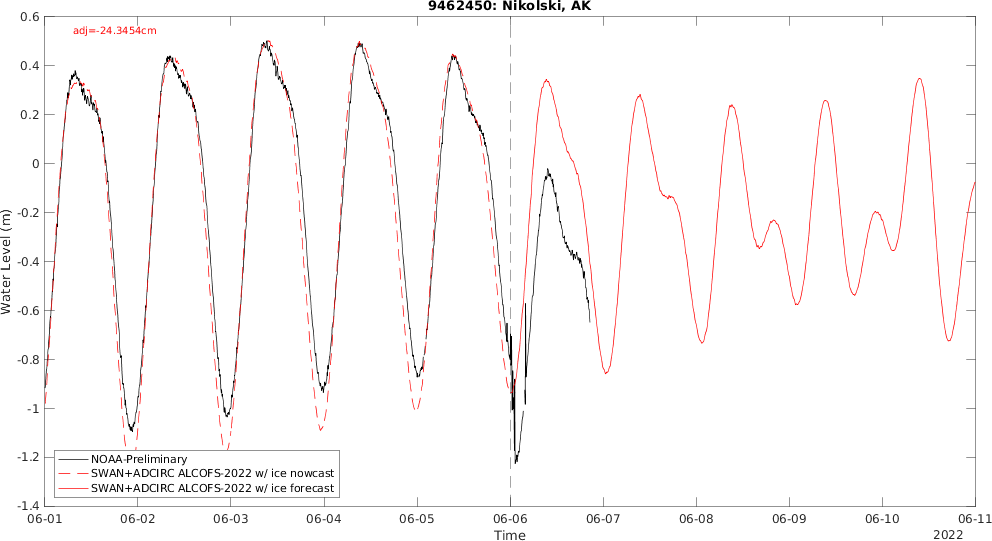 9462450: Nikolski, AK
adj=-24.3454cm
0.6
0.4
0.2
0
-0.2
-0.4
-0.6
-0.8
-1
-1.2
-1.4
Water Level (m)
NOAA-Preliminary
SWAN+ADCIRC ALCOFS-2022 w/ ice nowcast
SWAN+ADCIRC ALCOFS-2022 w/ ice forecast
06-01 06-02 06-03 06-04 06-05 06-06 06-07 06-08 06-09 06-10 06-11
Time
2022